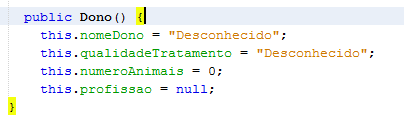 public Dono() {
this.nomeDono = "Desconhecido";
this.qualidadeTratamento = "Desconhecido";
this.numeroAnimais = 0;
this.profissao = null;
}